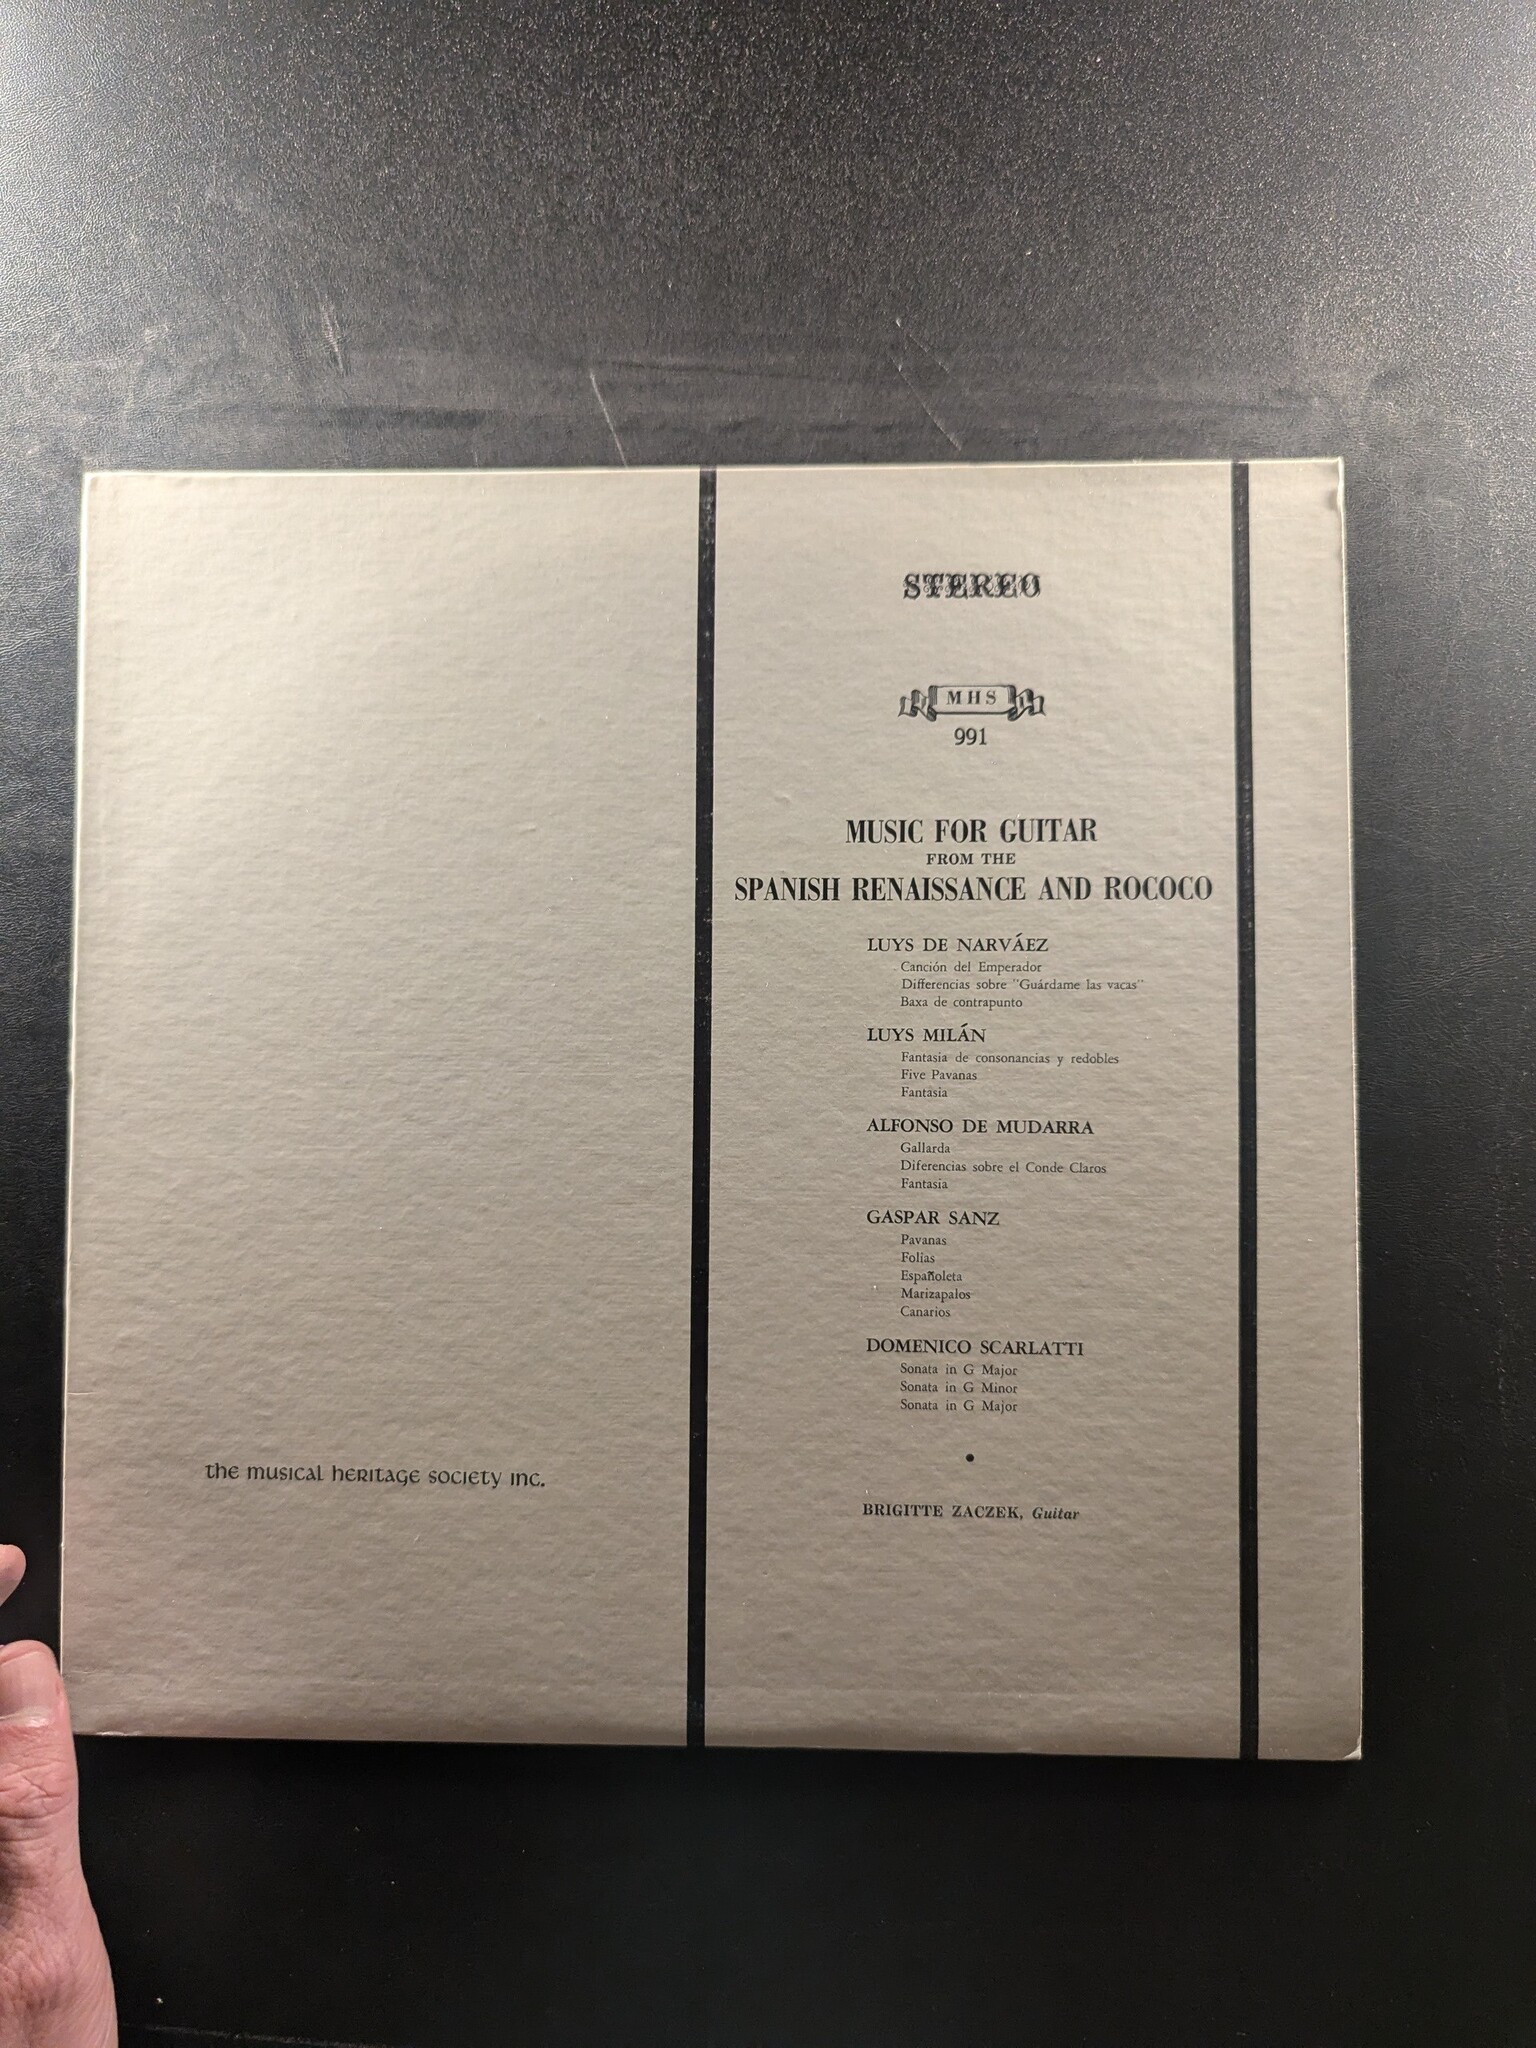 STEREO
MHS
991
MUSIC FOR GUITAR
FROM THE
SPANISH RENAISSANCE AND ROCOCO
LUYS DE NARVÁEZ
Canción del Emperador
Differencias sobre "Guárdame las vacas"
Baxa de contrapunto
LUYS MILÁN
Fantasia de consonancias y redobles
Five Pavanas
Fantasia
ALFONSO DE MUDARRA
Gallarda
Diferencias sobre el Conde Claros
Fantasia
GASPAR SANZ
Pavanas
Folías
Españoleta
Marizapalos
Canarios
DOMENICO SCARLATTI
Sonata in G Major
Sonata in G Minor
Sonata in G Major
the musical heritage society inc.
BRIGITTE ZACZEK, Guitar